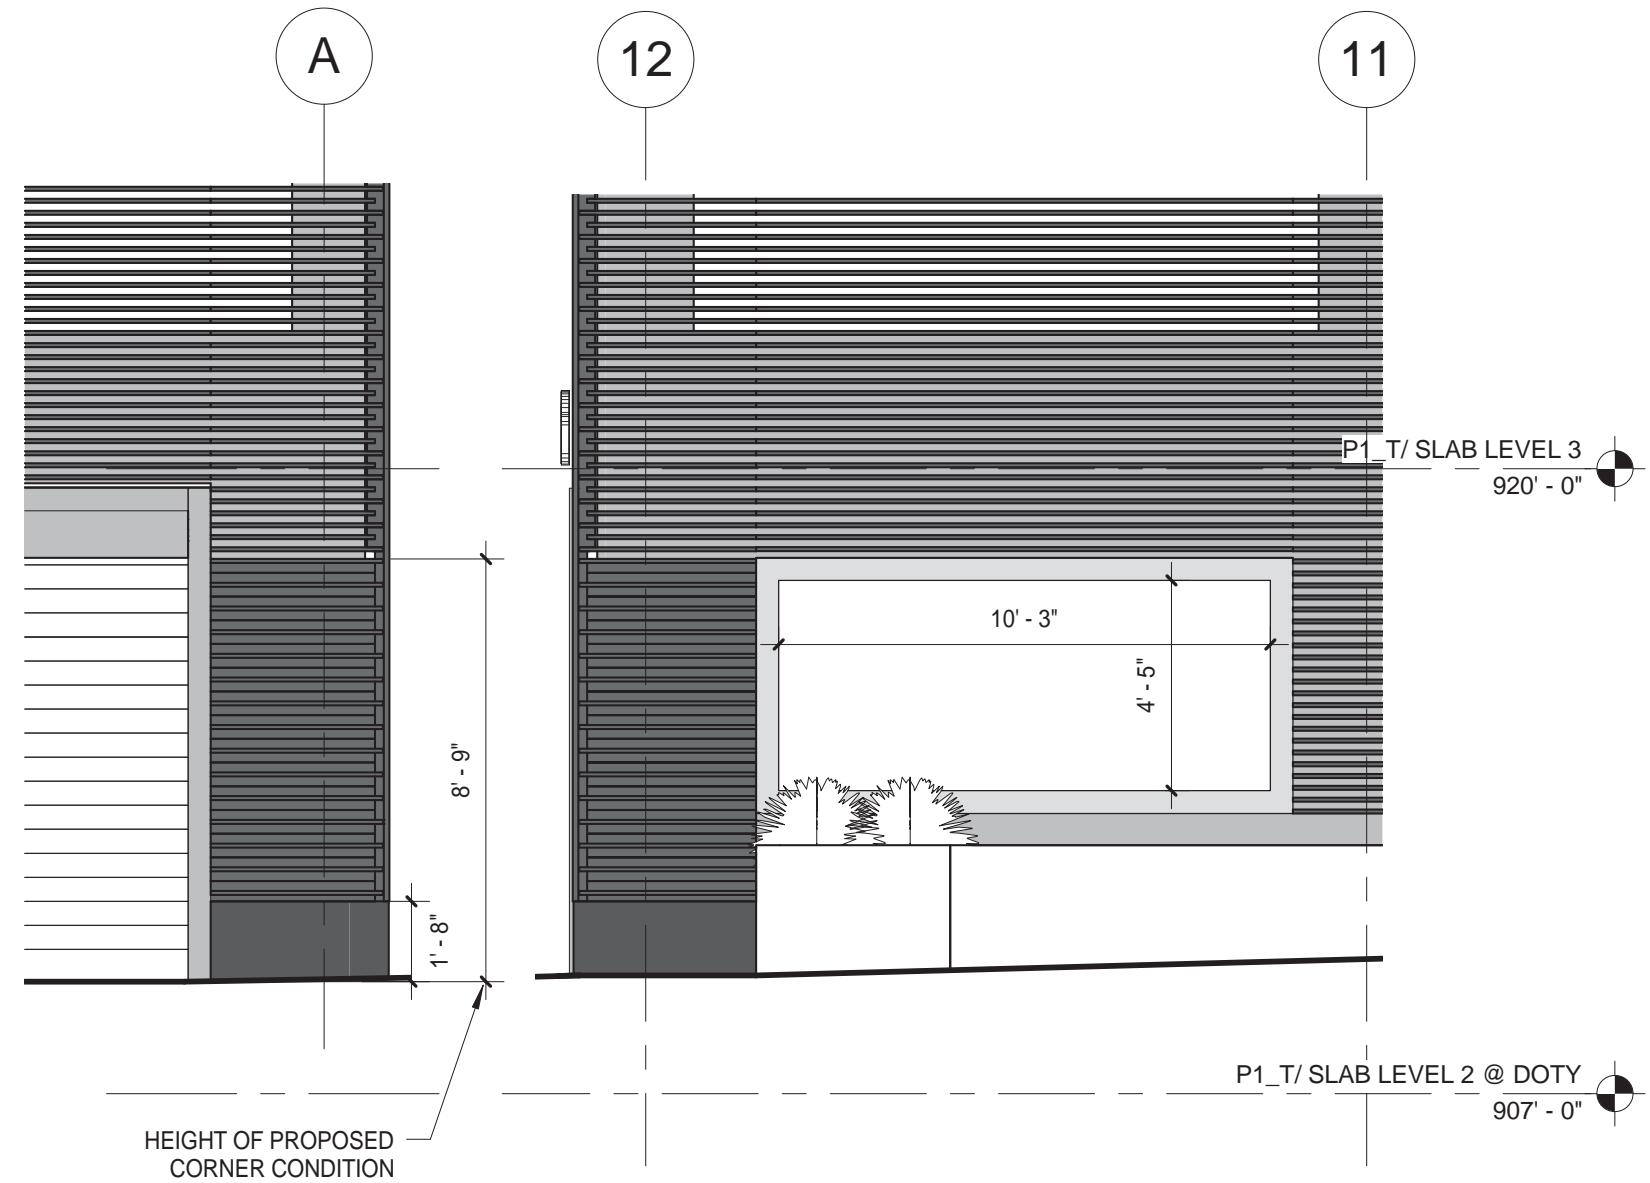 A
12
11
P1_T/ SLAB LEVEL 3
920' - 0"
10' - 3"
4' - 5"
8' - 9"
1' - 8"
P1_T/ SLAB LEVEL 2 @ DOTY
907' - 0"
HEIGHT OF PROPOSED
CORNER CONDITION